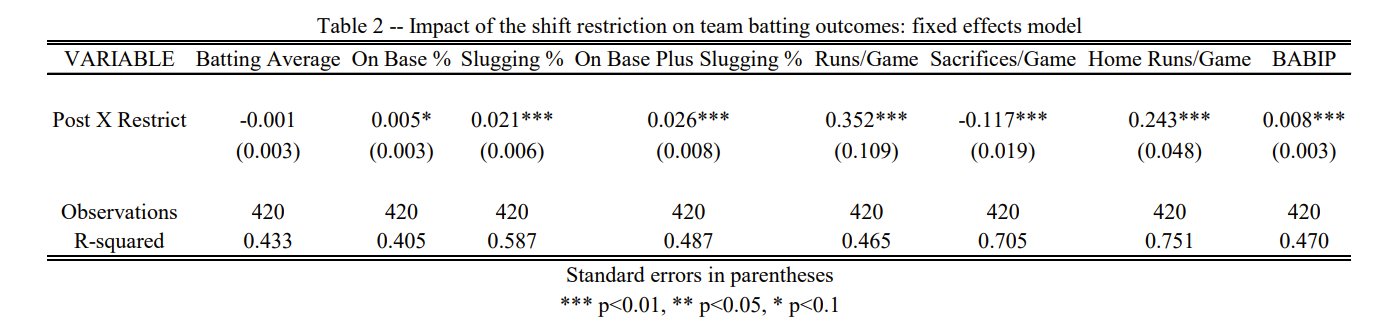 Table 2 -- Impact of the shift restriction on team batting outcomes: fixed effects model
VARIABLE Batting Average On Base % Slugging % On Base Plus Slugging % Runs/Game Sacrifices/Game Home Runs/Game BABIP
Post X Restrict -0.001 0.005* 0.021*** 0.026*** 0.352*** -0.117*** 0.243*** 0.008***
(0.003) (0.003) (0.006) (0.008) (0.109) (0.019) (0.048) (0.003)
Observations 420 420 420 420 420 420 420 420
R-squared 0.433 0.405 0.587 0.487 0.465 0.705 0.751 0.470
Standard errors in parentheses
*** p<0.01, ** p<0.05, * p<0.1